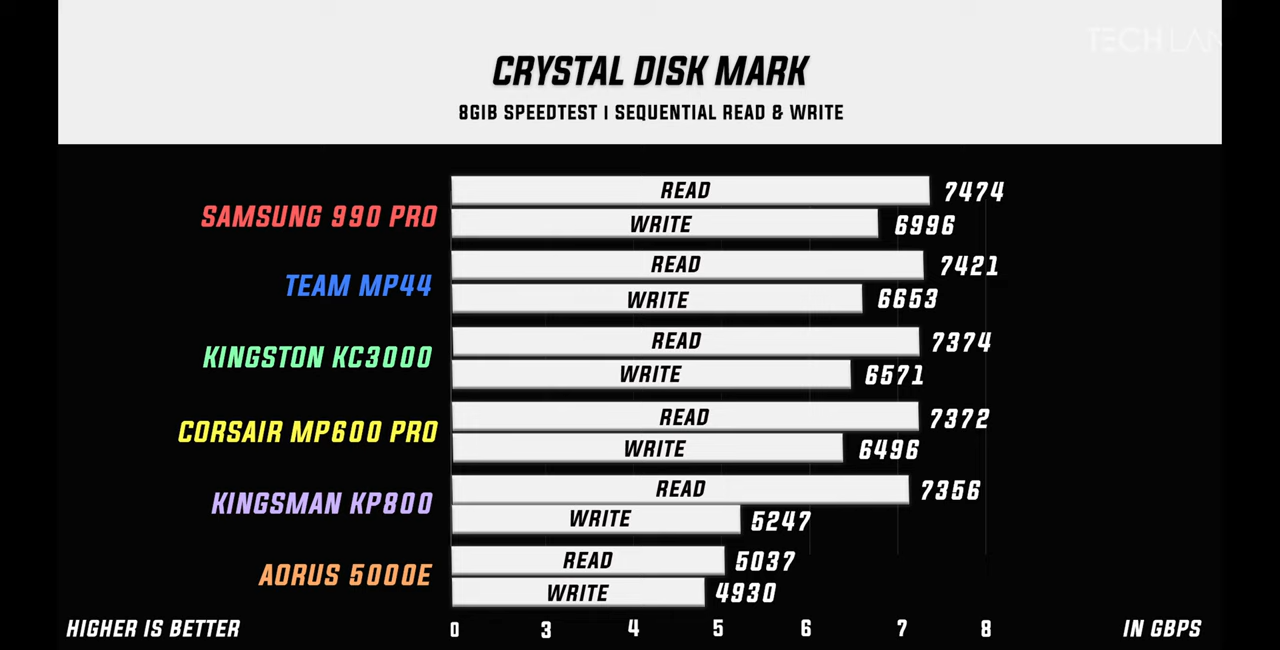 TECH LAN
CRYSTAL DISK MARK
8GIB SPEEDTEST | SEQUENTIAL READ & WRITE
SAMSUNG 990 PRO
READ 7474
WRITE 6996
TEAM MP44
READ 7421
WRITE 6653
KINGSTON KC3000
READ 7374
WRITE 6571
CORSAIR MP600 PRO
READ 7372
WRITE 6496
KINGSMAN KP800
READ 7356
WRITE 5247
AORUS 5000E
READ 5037
WRITE 4930
HIGHER IS BETTER 0 3 4 5 6 7 8 IN GBPS